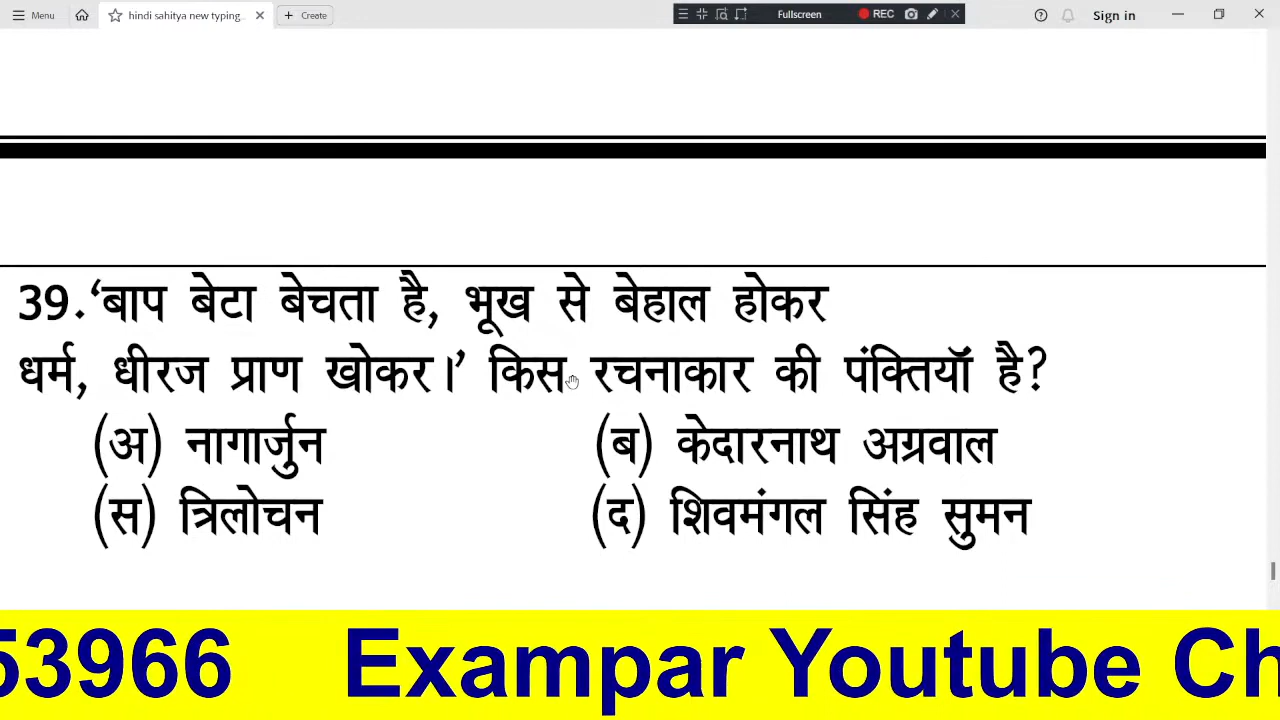 Menu hindi sahitya new typing... Create Fullscreen REC Sign in
39.‘बाप बेटा बेचता है, भूख से बेहाल होकर
धर्म, धीरज प्राण खोकर।’ किस रचनाकार की पंक्तियाँ है?
(अ) नागार्जुन (ब) केदारनाथ अग्रवाल
(स) त्रिलोचन (द) शिवमंगल सिंह सुमन
53966 Exampar Youtube Ch